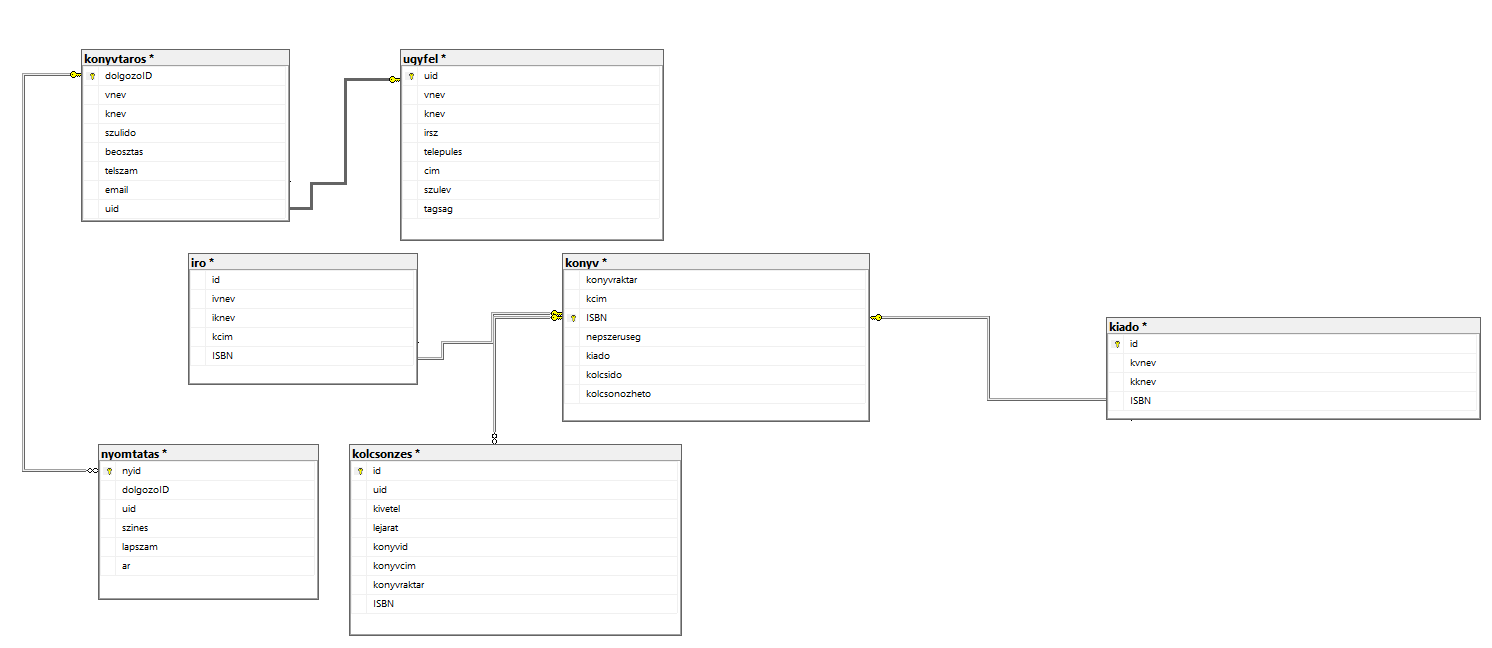 konyvtaros *
dolgozoID
vnev
knev
szulido
beosztas
telszam
email
uid
ugyfel *
uid
vnev
knev
irsz
telepules
cim
szulev
tagsag
iro *
id
ivnev
iknev
kcim
ISBN
konyv *
konyvraktar
kcim
ISBN
nepszeruseg
kiado
kolcsido
kolcsonozheto
kiado *
id
kvnev
kknev
ISBN
nyomtatas *
nyid
dolgozoID
uid
szines
lapszam
ar
kolcsonzes *
id
uid
kivetel
lejarat
konyvid
konyvcim
konyvraktar
ISBN